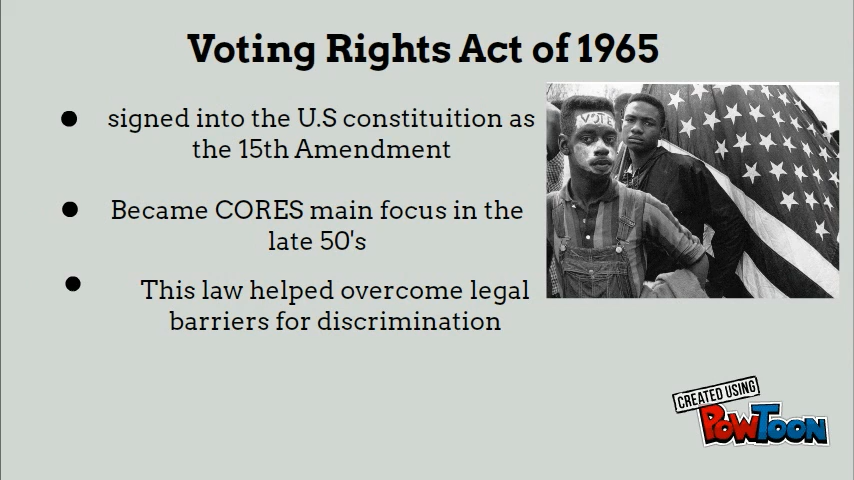 Voting Rights Act of 1965
signed into the U.S constituition as
the 15th Amendment
Became CORES main focus in the
late 50's
This law helped overcome legal
barriers for discrimination
VOTE
CREATED USING
POWTOON